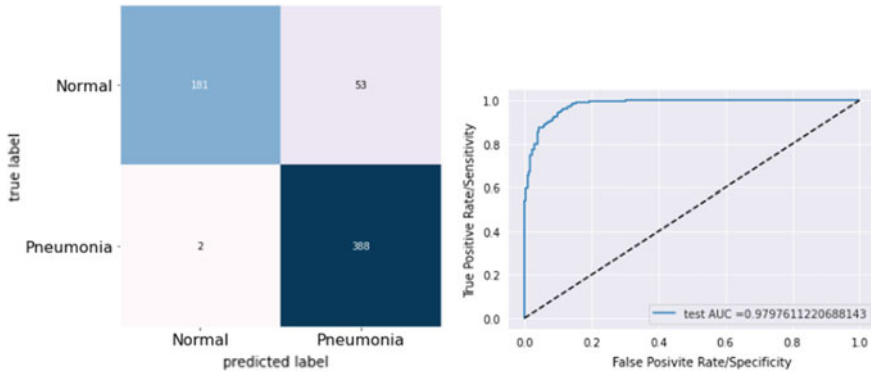 Normal
181
53
true label
Pneumonia
2
388
Normal
Pneumonia
predicted label
1.0
0.8
0.6
0.4
0.2
0.0
True Positive Rate/Sensitivity
test AUC =0.9797611220688143
0.0
0.2
0.4
0.6
0.8
1.0
False Posivite Rate/Specificity